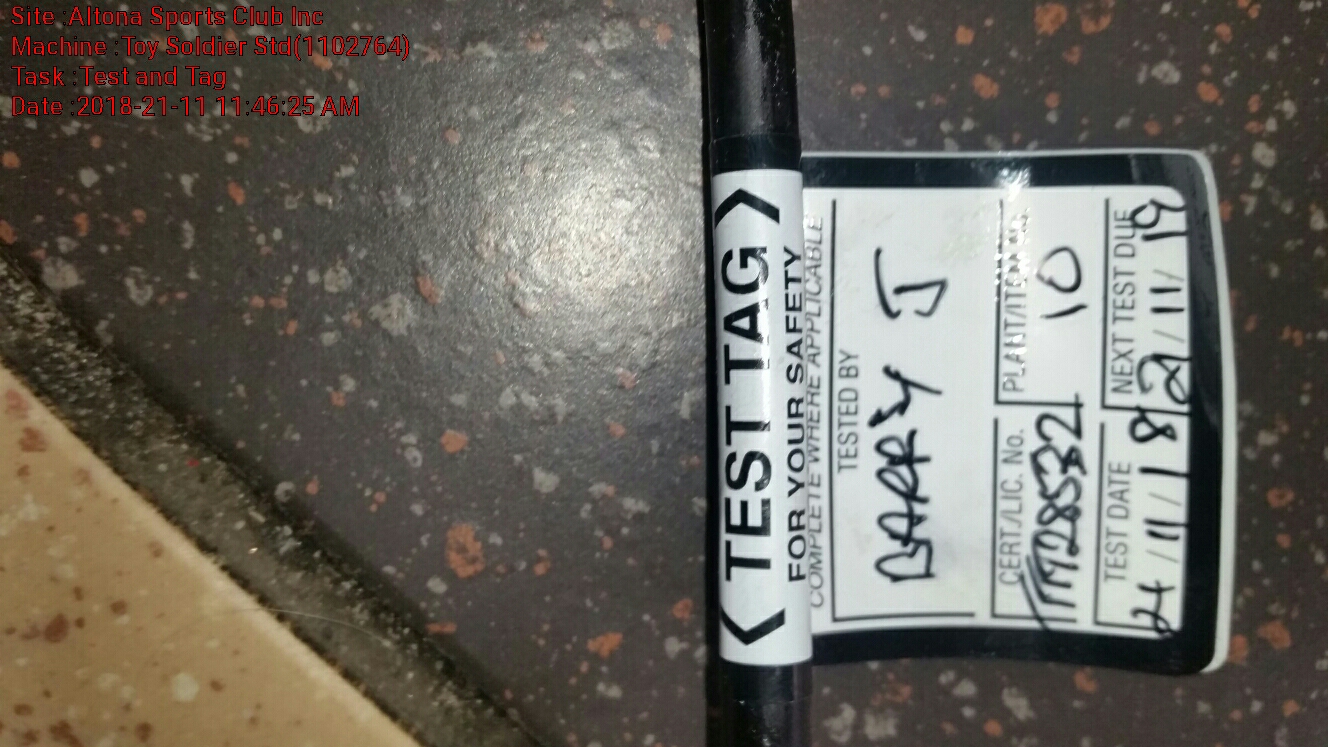 Site :Altona Sports Club Inc
Machine :Toy Soldier Std(1102764)
Task :Test and Tag
Date :2018-21-11 11:46:25 AM
TEST TAG
FOR YOUR SAFETY
COMPLETE WHERE APPLICABLE
TESTED BY
BARRY J
CERT./LIC. No. PLANT/ITEM No.
10
TEST DATE NEXT TEST DUE
21/11/18 21/11/19